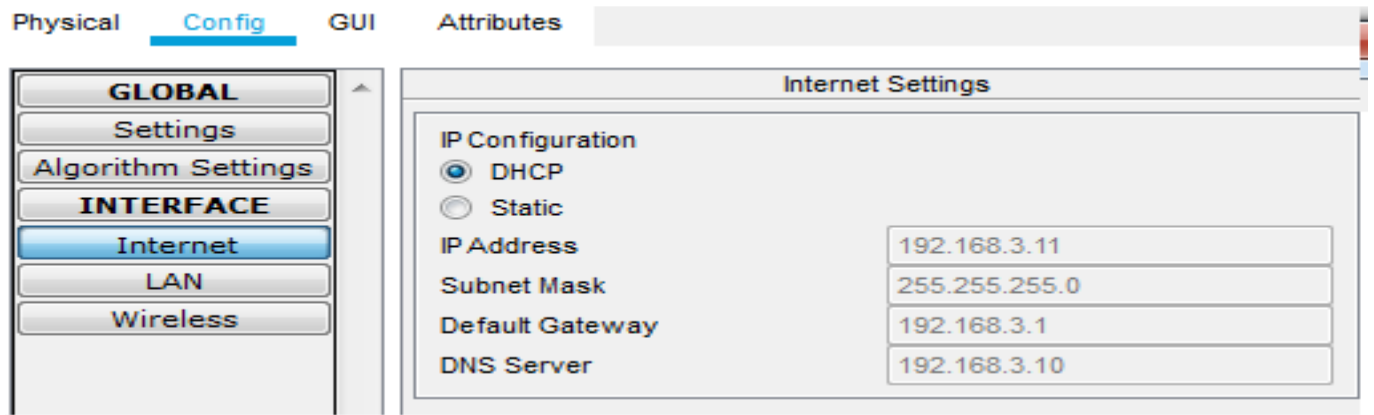 Physical Config GUI Attributes
GLOBAL
Settings
Algorithm Settings
INTERFACE
Internet
LAN
Wireless
Internet Settings
IP Configuration
DHCP
Static
IP Address 192.168.3.11
Subnet Mask 255.255.255.0
Default Gateway 192.168.3.1
DNS Server 192.168.3.10